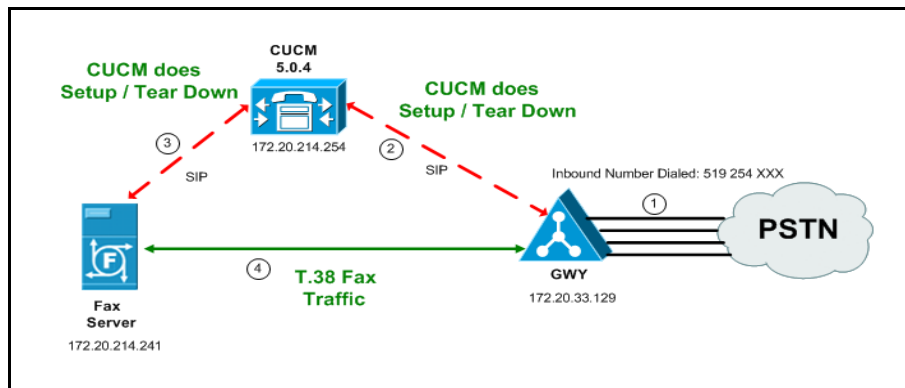 CUCM
5.0.4
CUCM does
Setup / Tear Down
CUCM does
Setup / Tear Down
172.20.214.254
3
2
SIP
SIP
Inbound Number Dialed: 519 254 XXX
1
PSTN
F
4
T.38 Fax
Traffic
GWY
172.20.33.129
Fax
Server
172.20.214.241